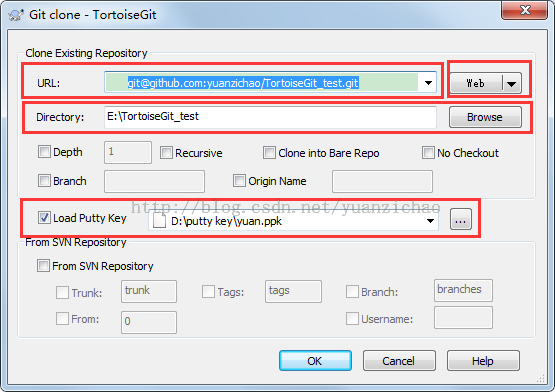 Git clone - TortoiseGit
Clone Existing Repository
URL: git@github.com:yuanzichao/TortoiseGit_test.git Web
Directory: E:\TortoiseGit_test Browse
Depth 1 Recursive Clone into Bare Repo No Checkout
Branch Origin Name
http://blog.csdn.net/yuanzichao
Load Putty Key D:\putty key\yuan.ppk ...
From SVN Repository
From SVN Repository
Trunk: trunk Tags: tags Branch: branches
From: 0 Username:
OK Cancel Help